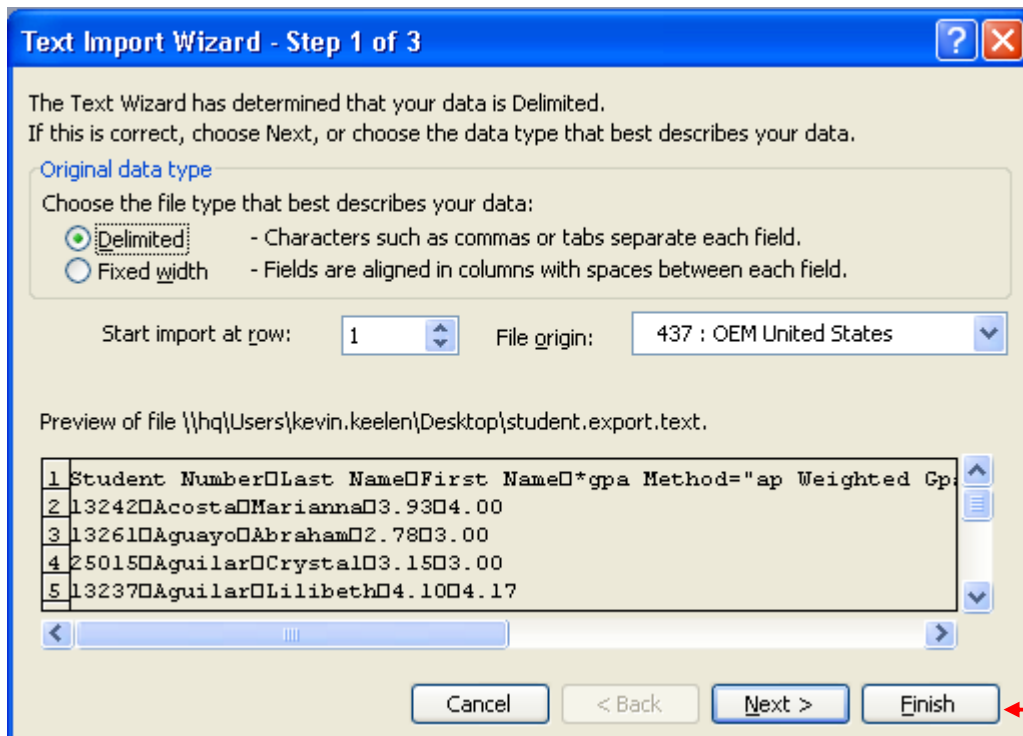 Text Import Wizard - Step 1 of 3
The Text Wizard has determined that your data is Delimited.
If this is correct, choose Next, or choose the data type that best describes your data.
Original data type
Choose the file type that best describes your data:
Delimited - Characters such as commas or tabs separate each field.
Fixed width - Fields are aligned in columns with spaces between each field.
Start import at row: 1 File origin: 437 : OEM United States
Preview of file \\hq\Users\kevin.keelen\Desktop\student.export.text.
1 Student Number□Last Name□First Name□*gpa Method="ap Weighted Gpa
2 13242□Acosta□Marianna□3.93□4.00
3 13261□Aguayo□Abraham□2.78□3.00
4 25015□Aguilar□Crystal□3.15□3.00
5 13237□Aguilar□Lilibeth□4.10□4.17
Cancel < Back Next > Finish